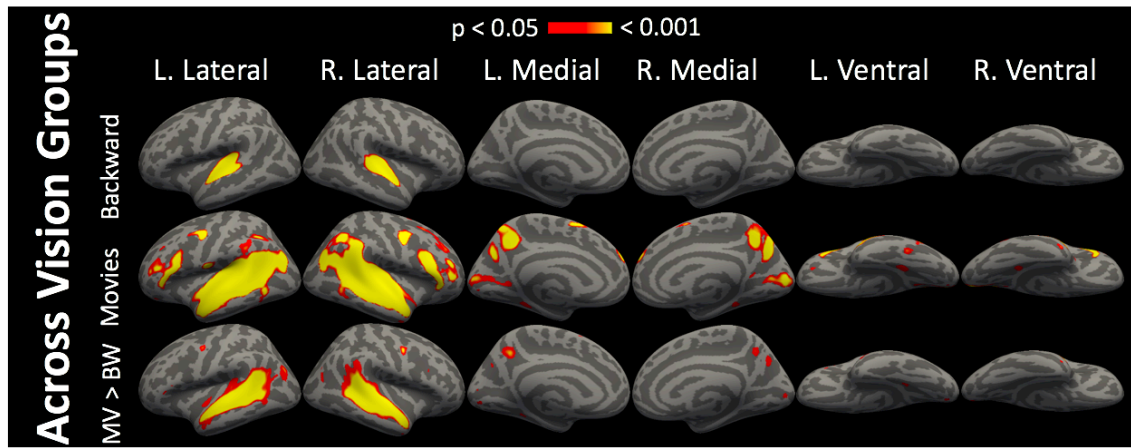 p < 0.05 < 0.001
L. Lateral R. Lateral L. Medial R. Medial L. Ventral R. Ventral
Across Vision Groups
Backward
Movies
MV > BW